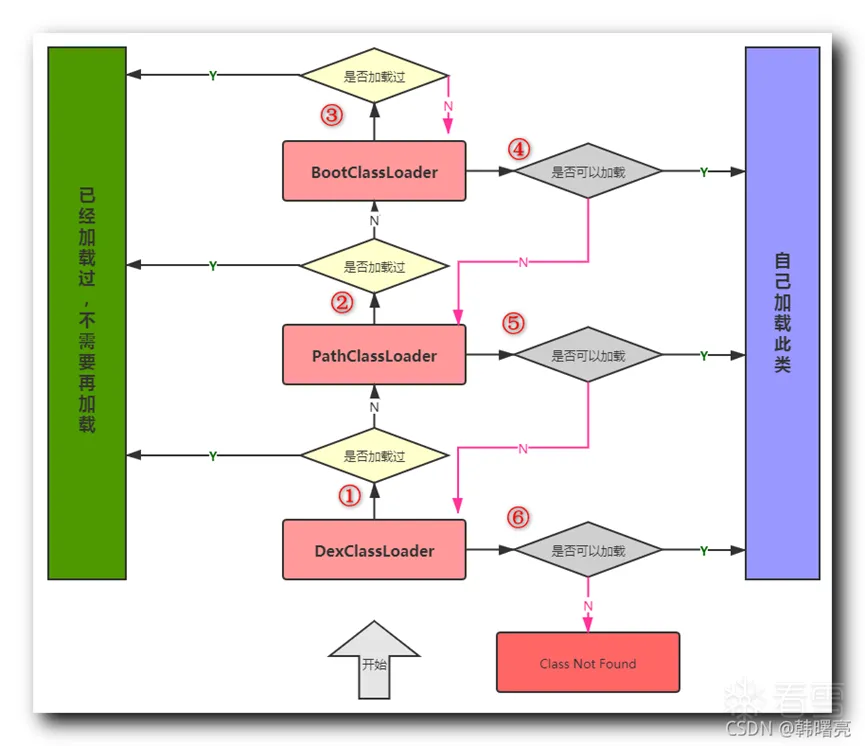 是否加载过
Y
N
③
BootClassLoader
④
是否可以加载
Y
N
N
是否加载过
Y
②
PathClassLoader
⑤
是否可以加载
Y
N
N
是否加载过
Y
①
DexClassLoader
⑥
是否可以加载
Y
N
Class Not Found
开始
已经加载过,不需要再加载
自己加载此类
看雪
CSDN @韩曙亮